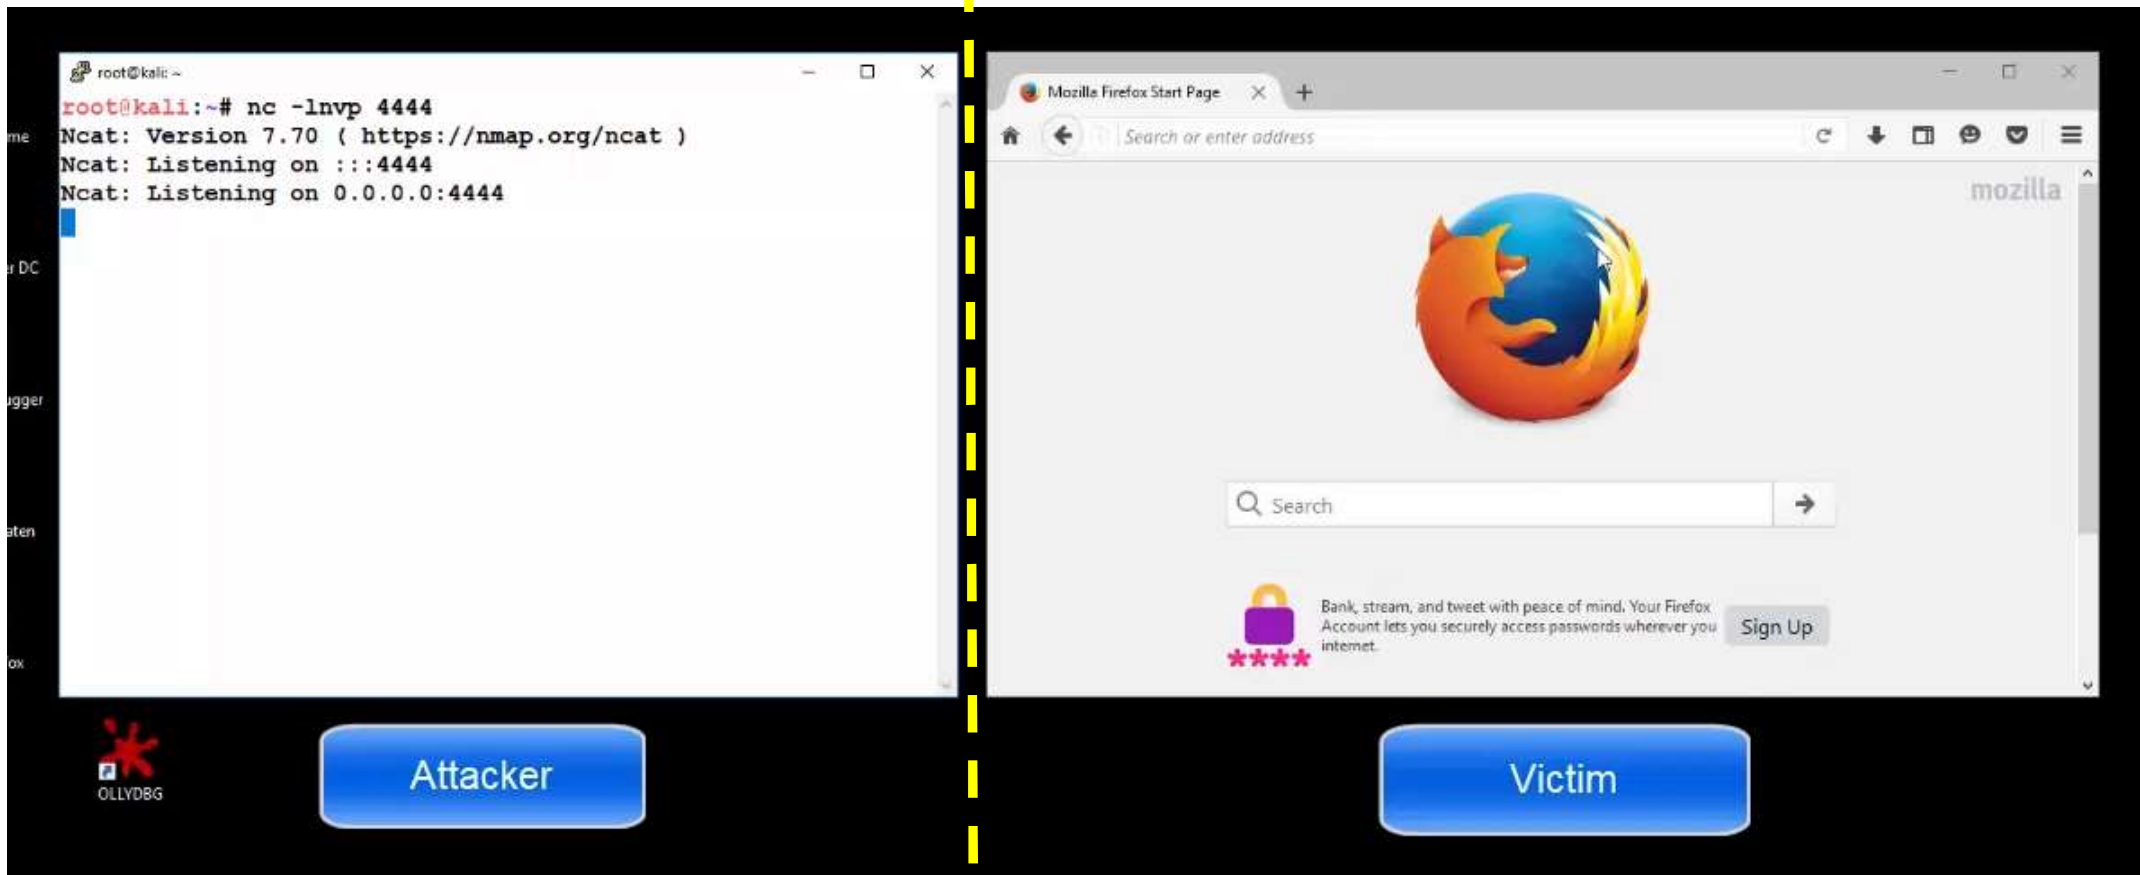 root@kali: ~
root@kali:~# nc -lnvp 4444
Ncat: Version 7.70 ( https://nmap.org/ncat )
Ncat: Listening on :::4444
Ncat: Listening on 0.0.0.0:4444
me
er DC
ugger
aten
ox
OLLYDBG
Attacker
Mozilla Firefox Start Page
Search or enter address
mozilla
Search
Bank, stream, and tweet with peace of mind. Your Firefox
Account lets you securely access passwords wherever you
internet.
Sign Up
****
Victim